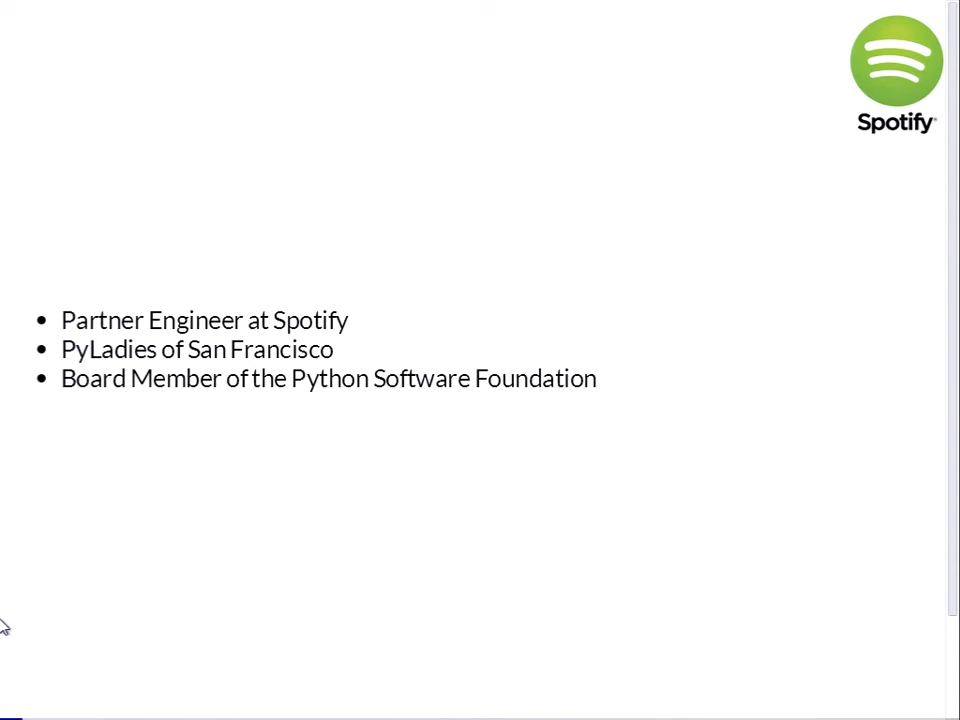 Spotify
Partner Engineer at Spotify
PyLadies of San Francisco
Board Member of the Python Software Foundation